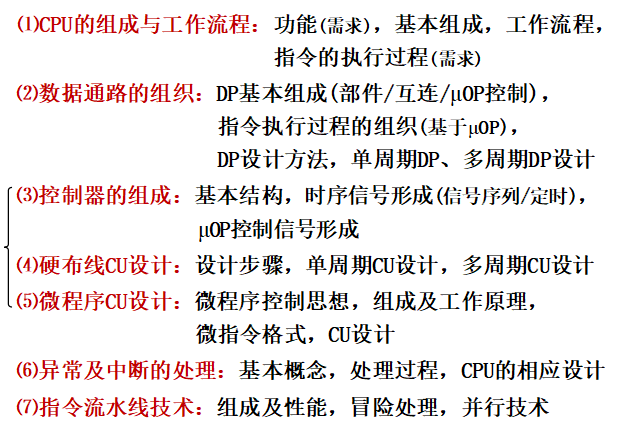 ⑴CPU的组成与工作流程：功能(需求)，基本组成，工作流程，
指令的执行过程(需求)
⑵数据通路的组织：DP基本组成(部件/互连/μOP控制)，
指令执行过程的组织(基于μOP)，
DP设计方法，单周期DP、多周期DP设计
⑶控制器的组成：基本结构，时序信号形成(信号序列/定时)，
μOP控制信号形成
⑷硬布线CU设计：设计步骤，单周期CU设计，多周期CU设计
⑸微程序CU设计：微程序控制思想，组成及工作原理，
微指令格式，CU设计
⑹异常及中断的处理：基本概念，处理过程，CPU的相应设计
⑺指令流水线技术：组成及性能，冒险处理，并行技术